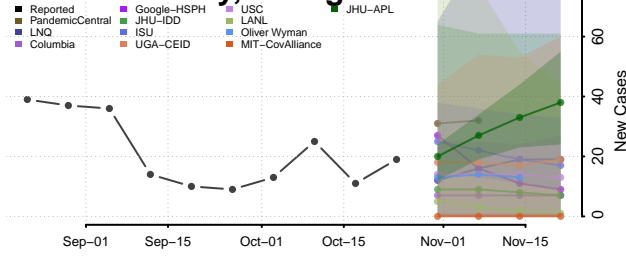 Reported Google−HSPH USC JHU−APL
PandemicCentral JHU−IDD LANL
LNQ ISU Oliver Wyman
Columbia UGA−CEID MIT−CovAlliance
60
40
20
0
New Cases
Sep−01 Sep−15 Oct−01 Oct−15 Nov−01 Nov−15